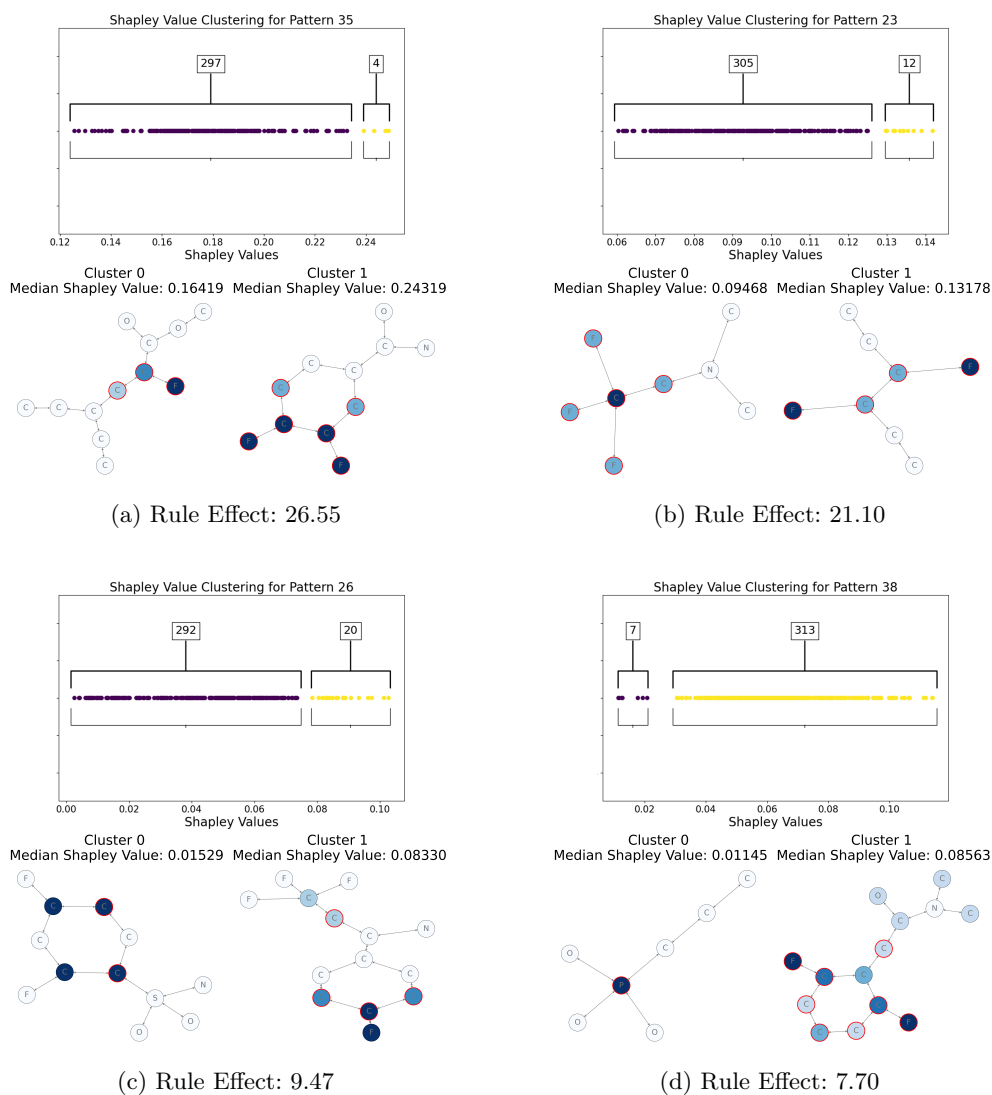 Shapley Value Clustering for Pattern 35
297
4
0.12 0.14 0.16 0.18 0.20 0.22 0.24
Shapley Values
Cluster 0
Median Shapley Value: 0.16419
C
O
O
C
C
C
F
C
C
C
C
C
Cluster 1
Median Shapley Value: 0.24319
O
C
N
C
C
C
C
C
C
F
F
(a) Rule Effect: 26.55
Shapley Value Clustering for Pattern 23
305
12
0.06 0.07 0.08 0.09 0.10 0.11 0.12 0.13 0.14
Shapley Values
Cluster 0
Median Shapley Value: 0.09468
C
F
N
C
C
F
C
F
Cluster 1
Median Shapley Value: 0.13178
C
C
F
C
C
F
C
C
(b) Rule Effect: 21.10
Shapley Value Clustering for Pattern 26
292
20
0.00 0.02 0.04 0.06 0.08 0.10
Shapley Values
Cluster 0
Median Shapley Value: 0.01529
F
C
C
C
C
C
C
F
S
N
O
O
Cluster 1
Median Shapley Value: 0.08330
F
F
F
C
C
C
N
C
C
C
C
C
C
F
(c) Rule Effect: 9.47
Shapley Value Clustering for Pattern 38
7
313
0.02 0.04 0.06 0.08 0.10
Shapley Values
Cluster 0
Median Shapley Value: 0.01145
C
C
C
O
P
O
O
Cluster 1
Median Shapley Value: 0.08563
C
O
N
C
C
C
F
C
C
C
C
F
C
C
(d) Rule Effect: 7.70